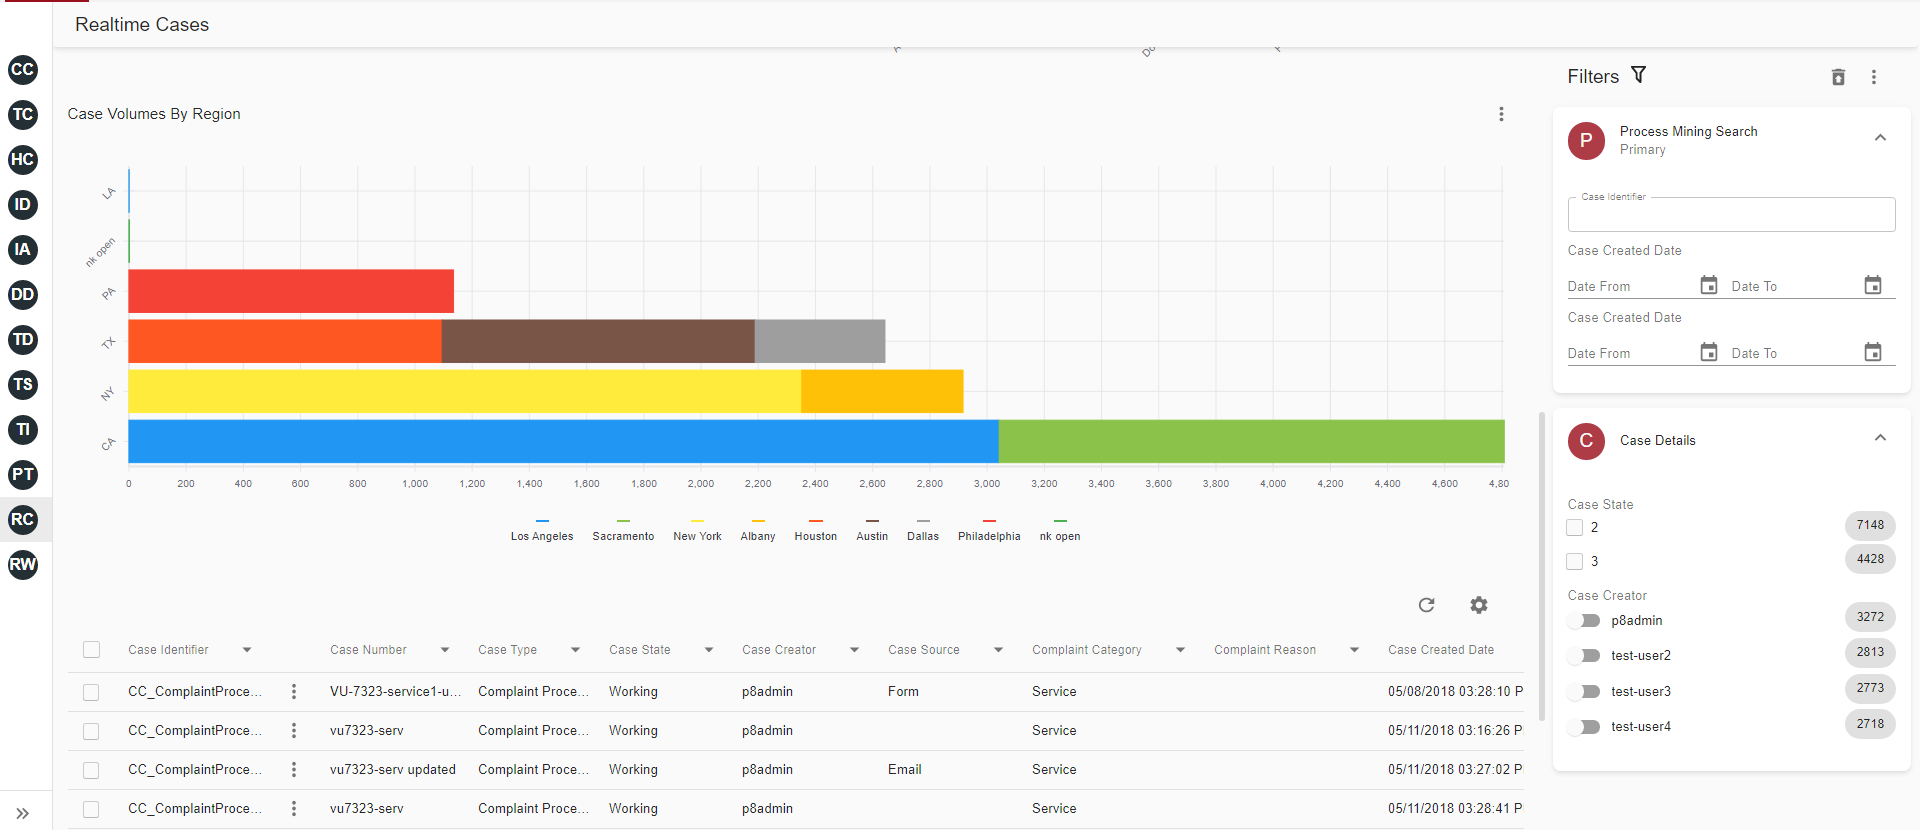 Realtime Cases
CC
TC
HC
ID
IA
DD
TD
TS
TI
PT
RC
RW
Case Volumes By Region
LA
nk open
PA
TX
NY
CA
0 200 400 600 800 1,000 1,200 1,400 1,600 1,800 2,000 2,200 2,400 2,600 2,800 3,000 3,200 3,400 3,600 3,800 4,000 4,200 4,400 4,600 4,80
Los Angeles Sacramento New York Albany Houston Austin Dallas Philadelphia nk open
Case Identifier Case Number Case Type Case State Case Creator Case Source Complaint Category Complaint Reason Case Created Date
CC_ComplaintProce... VU-7323-service1-u... Complaint Proce... Working p8admin Form Service 05/08/2018 03:28:10 P
CC_ComplaintProce... vu7323-serv Complaint Proce... Working p8admin Service 05/11/2018 03:16:26 P
CC_ComplaintProce... vu7323-serv updated Complaint Proce... Working p8admin Email Service 05/11/2018 03:27:02 P
CC_ComplaintProce... vu7323-serv Complaint Proce... Working p8admin Service 05/11/2018 03:28:41 P
Filters
P
Process Mining Search
Primary
Case Identifier
Case Created Date
Date From Date To
Case Created Date
Date From Date To
C
Case Details
Case State
2 7148
3 4428
Case Creator
p8admin 3272
test-user2 2813
test-user3 2773
test-user4 2718